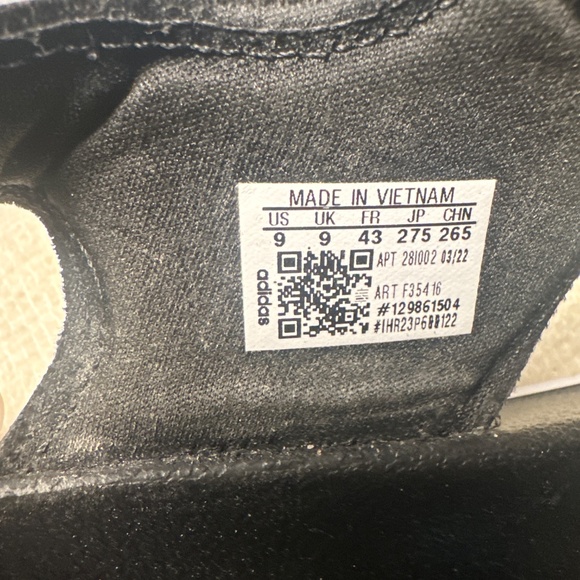 MADE IN VIETNAM
US UK FR JP CHN
9 9 43 275 265
adidas
APT 281002 03/22
ART F35416
#129861504